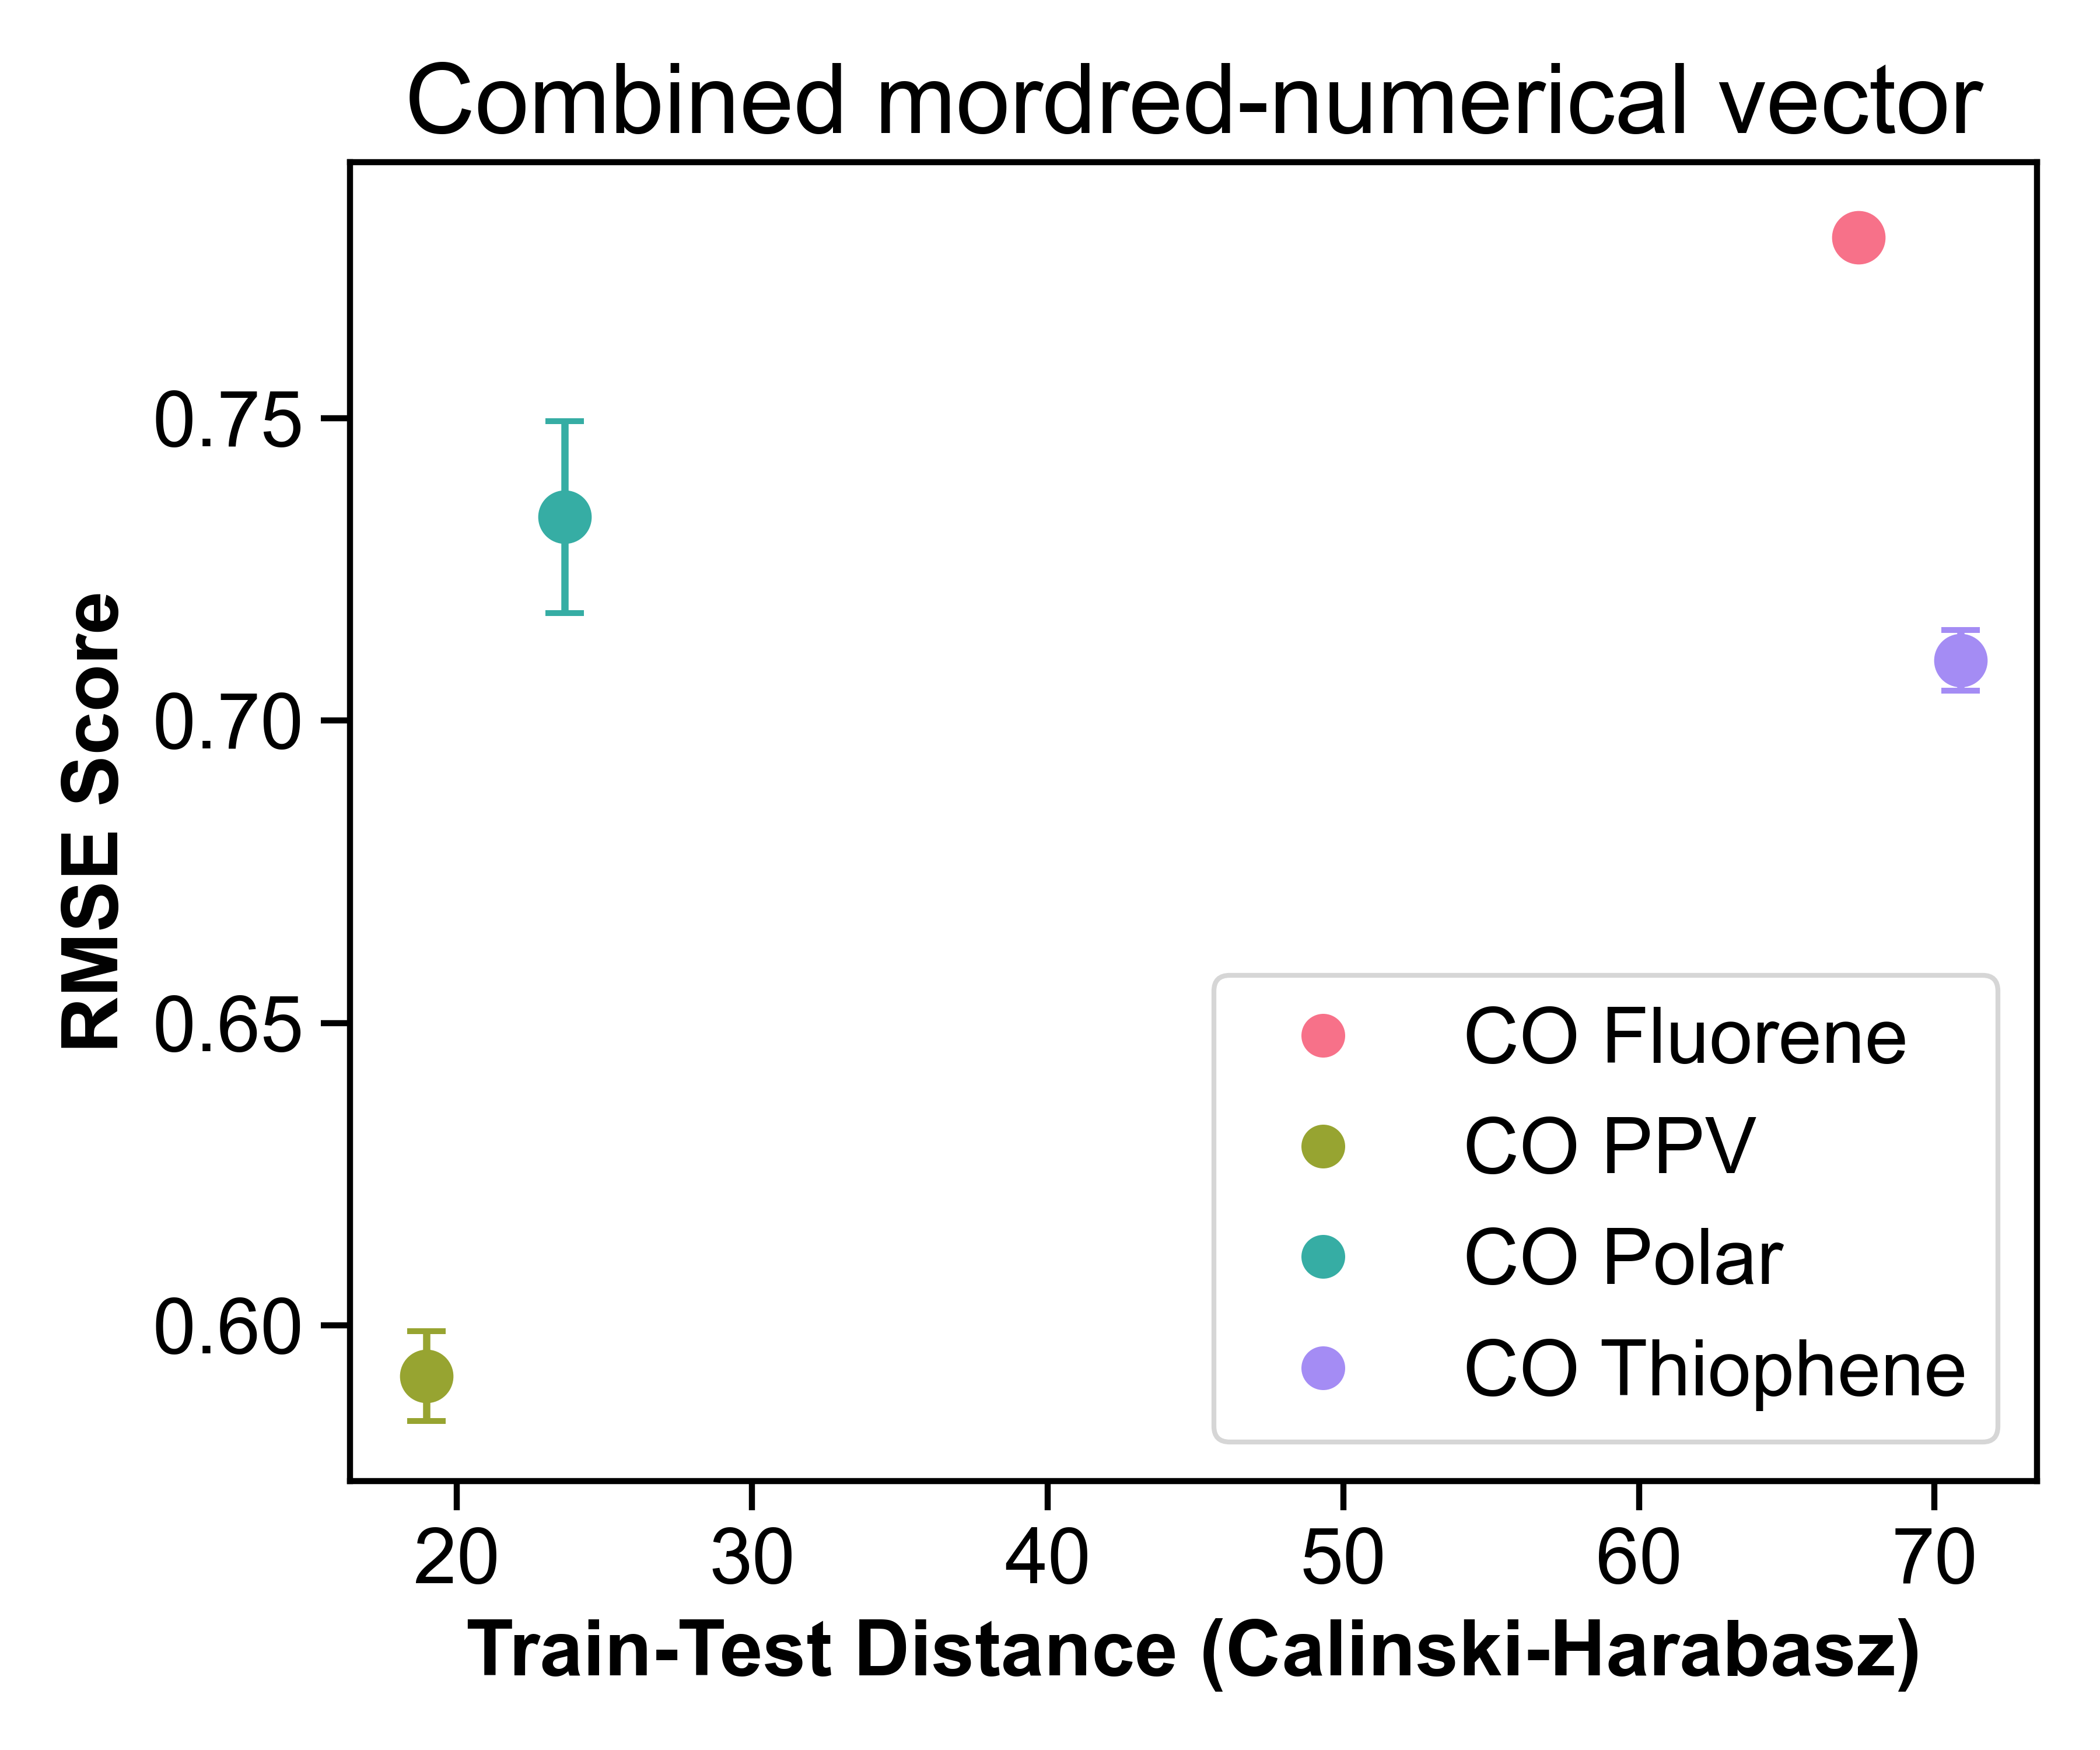 Combined mordred-numerical vector
RMSE Score
0.75
0.70
0.65
0.60
CO Fluorene
CO PPV
CO Polar
CO Thiophene
20 30 40 50 60 70
Train-Test Distance (Calinski-Harabasz)